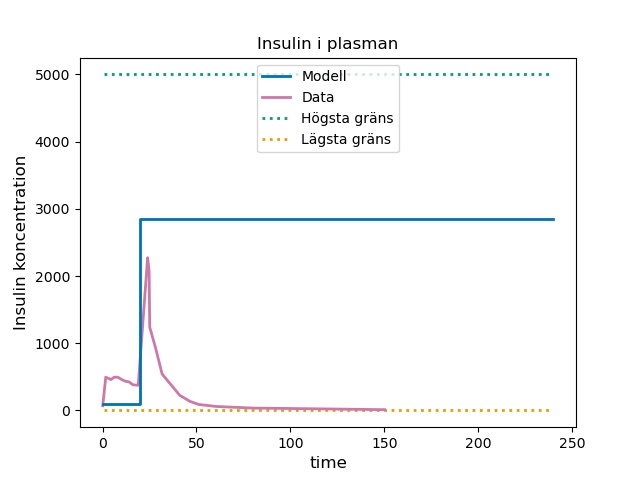 Insulin i plasman
Insulin koncentration
5000
4000
3000
2000
1000
0
Modell
Data
Högsta gräns
Lägsta gräns
0 50 100 150 200 250
time